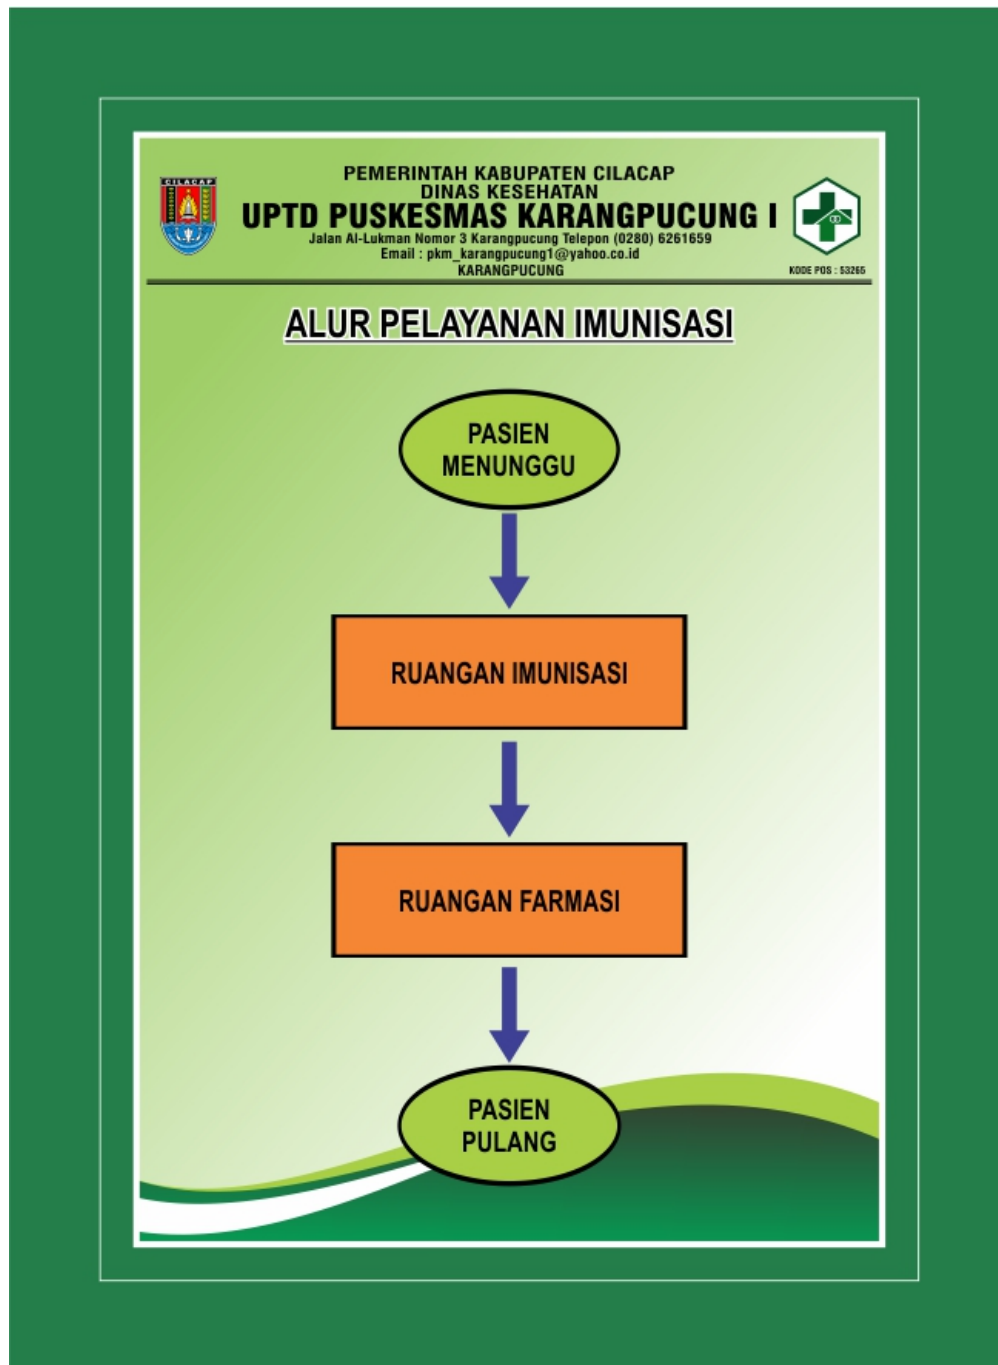 CILACAP
PEMERINTAH KABUPATEN CILACAP
DINAS KESEHATAN
UPTD PUSKESMAS KARANGPUCUNG I
Jalan Al-Lukman Nomor 3 Karangpucung Telepon (0280) 6261659
Email : pkm_karangpucung1@yahoo.co.id
KARANGPUCUNG
KODE POS : 53265
ALUR PELAYANAN IMUNISASI
PASIEN
MENUNGGU
RUANGAN IMUNISASI
RUANGAN FARMASI
PASIEN
PULANG